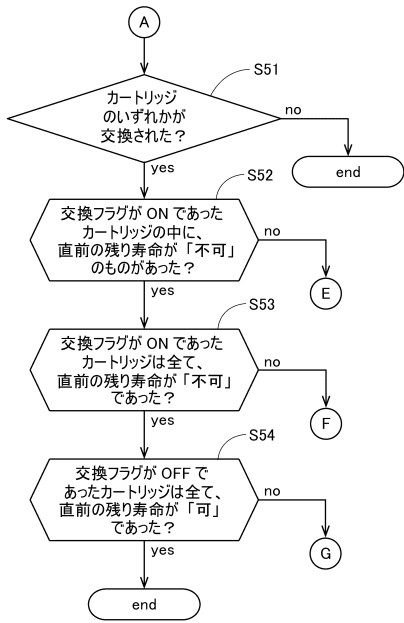 A
S51
カートリッジ
のいずれかが
交換された？
no
end
yes
S52
交換フラグが ON であった
カートリッジの中に、
直前の残り寿命が「不可」
のものがあった？
no
E
yes
S53
交換フラグが ON であった
カートリッジは全て、
直前の残り寿命が「不可」
であった？
no
F
yes
S54
交換フラグが OFF で
あったカートリッジは全て、
直前の残り寿命が「可」
であった？
no
G
yes
end